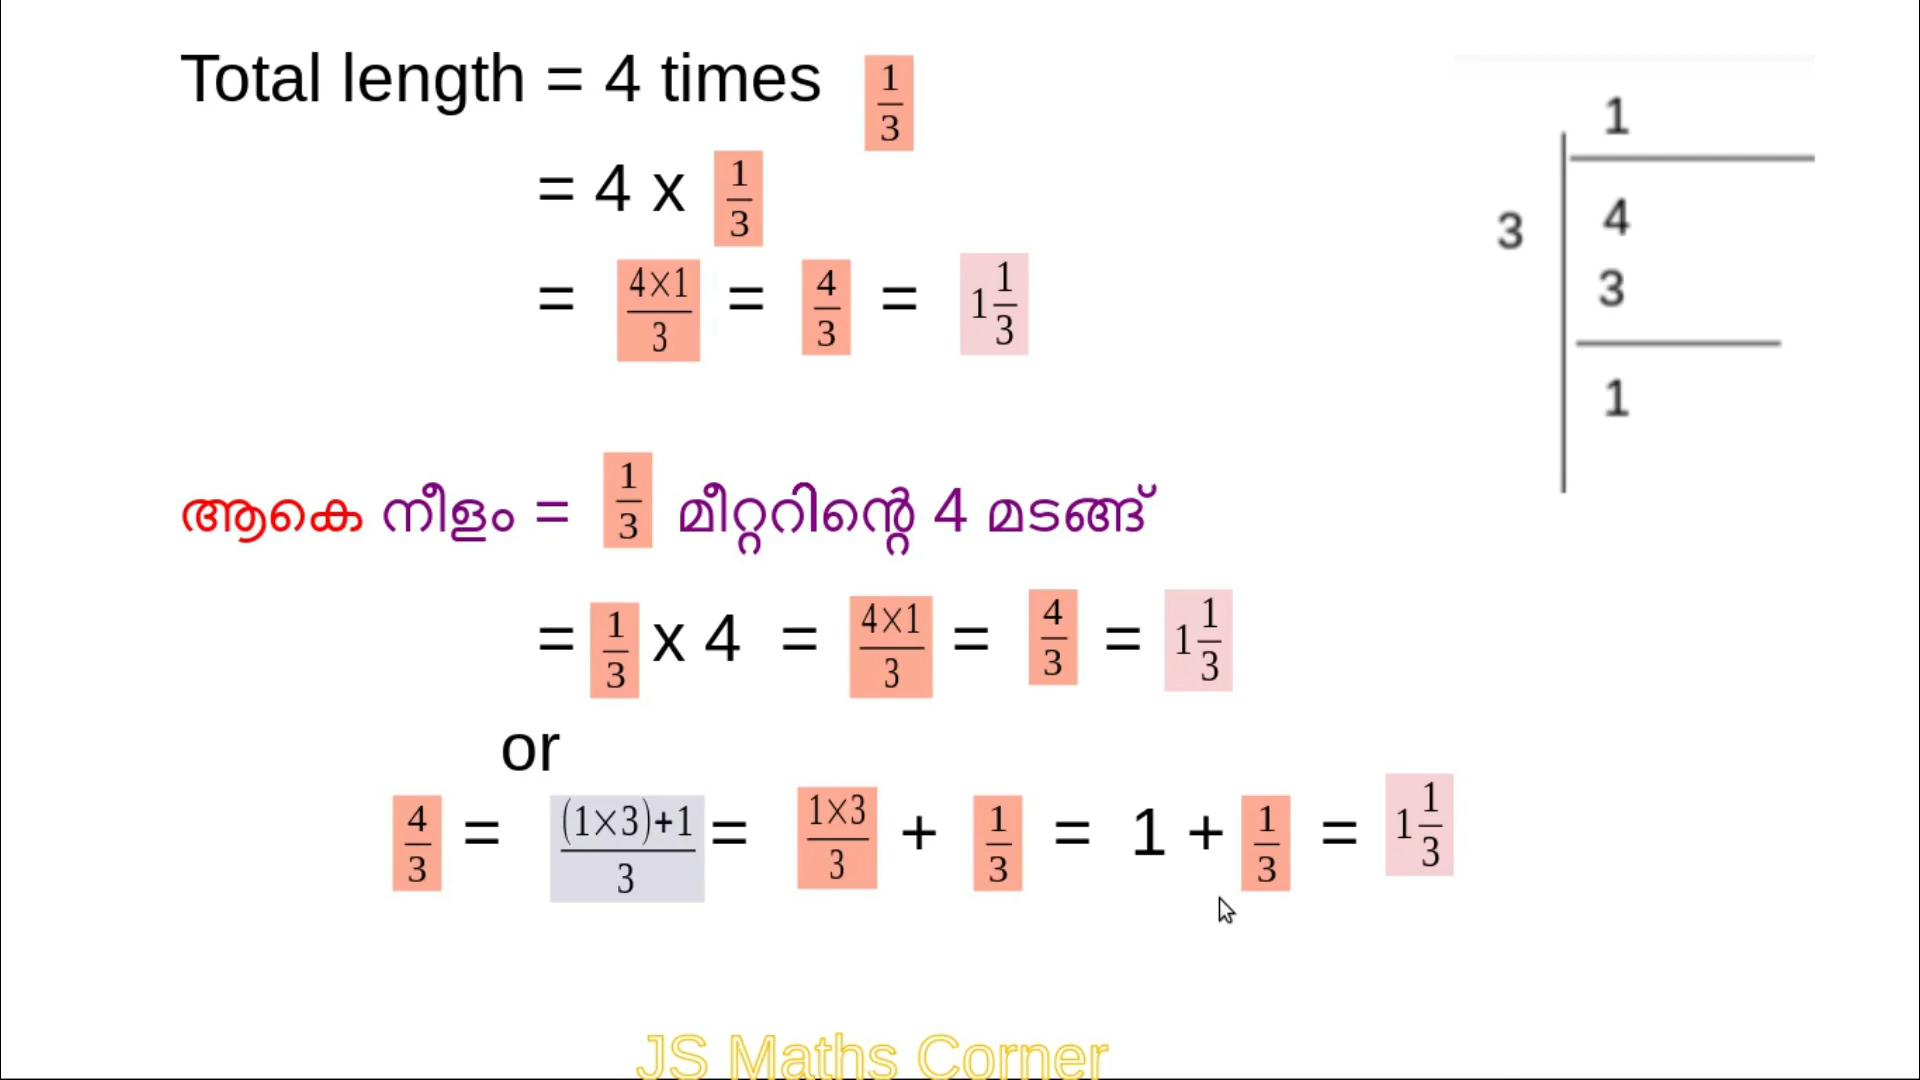 Total length = 4 times 1/3
= 4 x 1/3
= 4×1/3 = 4/3 = 1 1/3
1
3 4
3
1
ആകെ നീളം = 1/3 മീറ്ററിന്റെ 4 മടങ്ങ്
= 1/3 x 4 = 4×1/3 = 4/3 = 1 1/3
or
4/3 = (1×3)+1/3 = 1×3/3 + 1/3 = 1 + 1/3 = 1 1/3
JS Maths Corner